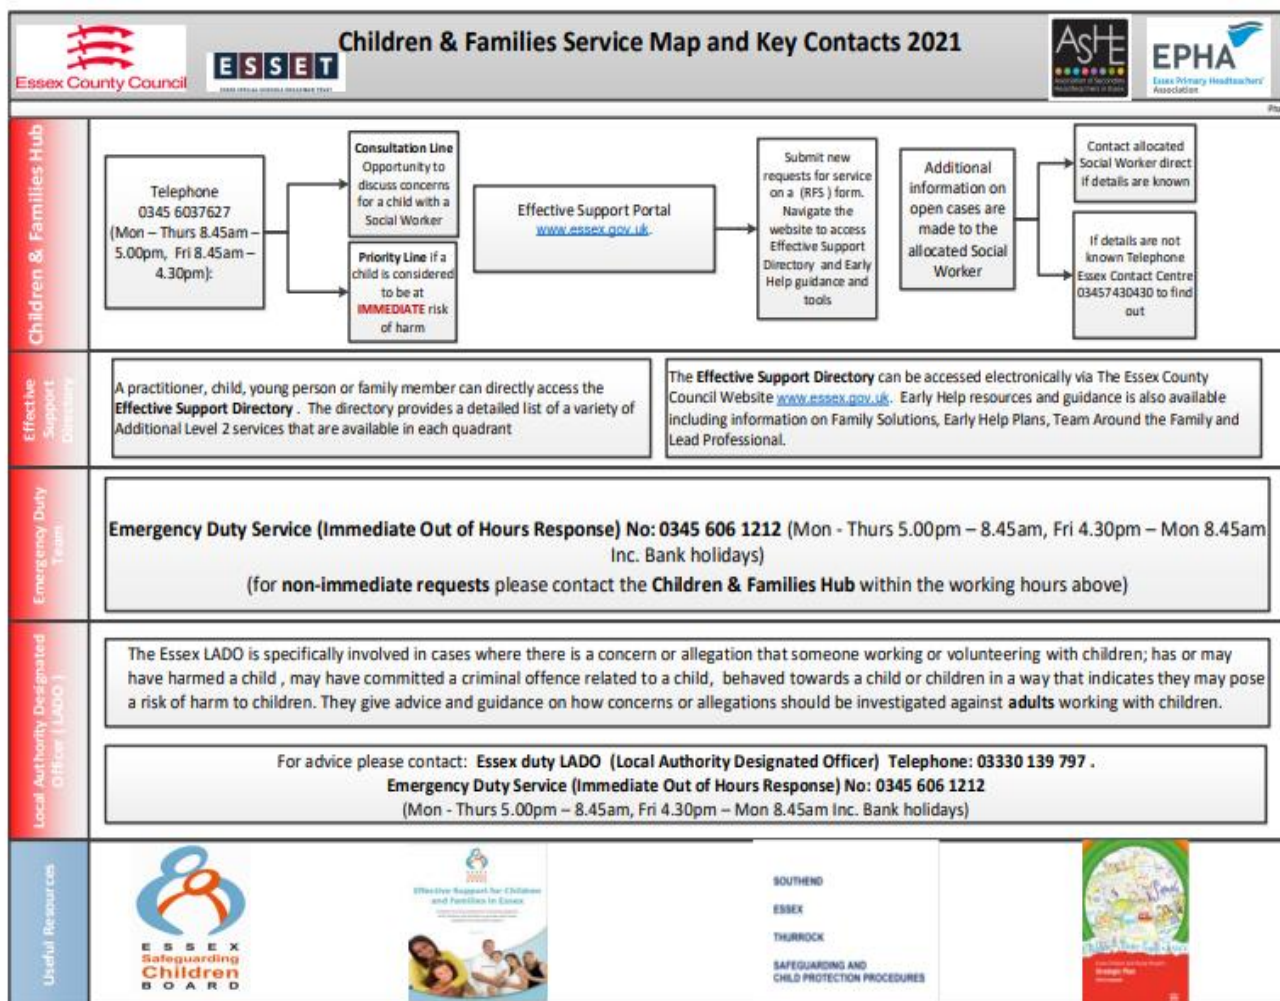 Children & Families Service Map and Key Contacts 2021
Essex County Council
ESSET
ASHE
EPHA
Essex Primary Headteachers'
Association
Children & Families Hub
Telephone
0345 6037627
(Mon – Thurs 8.45am –
5.00pm, Fri 8.45am –
4.30pm):
Consultation Line
Opportunity to
discuss concerns
for a child with a
Social Worker
Priority Line if a
child is considered
to be at
IMMEDIATE risk
of harm
Effective Support Portal
www.essex.gov.uk.
Submit new
requests for service
on a (RFS ) form.
Navigate the
website to access
Effective Support
Directory and Early
Help guidance and
tools
Additional
information on
open cases are
made to the
allocated Social
Worker
Contact allocated
Social Worker direct
if details are known
If details are not
known Telephone
Essex Contact Centre
03457430430 to find
out
Effective
Support
Directory
A practitioner, child, young person or family member can directly access the
Effective Support Directory . The directory provides a detailed list of a variety of
Additional Level 2 services that are available in each quadrant
The Effective Support Directory can be accessed electronically via The Essex County
Council Website www.essex.gov.uk. Early Help resources and guidance is also available
including information on Family Solutions, Early Help Plans, Team Around the Family and
Lead Professional.
Emergency Duty
Team
Emergency Duty Service (Immediate Out of Hours Response) No: 0345 606 1212 (Mon - Thurs 5.00pm – 8.45am, Fri 4.30pm – Mon 8.45am
Inc. Bank holidays)
(for non-immediate requests please contact the Children & Families Hub within the working hours above)
Local Authority Designated
Officer ( LADO )
The Essex LADO is specifically involved in cases where there is a concern or allegation that someone working or volunteering with children; has or may
have harmed a child , may have committed a criminal offence related to a child, behaved towards a child or children in a way that indicates they may pose
a risk of harm to children. They give advice and guidance on how concerns or allegations should be investigated against adults working with children.
For advice please contact: Essex duty LADO (Local Authority Designated Officer) Telephone: 03330 139 797 .
Emergency Duty Service (Immediate Out of Hours Response) No: 0345 606 1212
(Mon - Thurs 5.00pm – 8.45am, Fri 4.30pm – Mon 8.45am Inc. Bank holidays)
Useful Resources
ESSEX
Safeguarding
Children
BOARD
Effective Support for Children
and Families in Essex
SOUTHEND
ESSEX
THURROCK
SAFEGUARDING AND
CHILD PROTECTION PROCEDURES
Strategic Plan